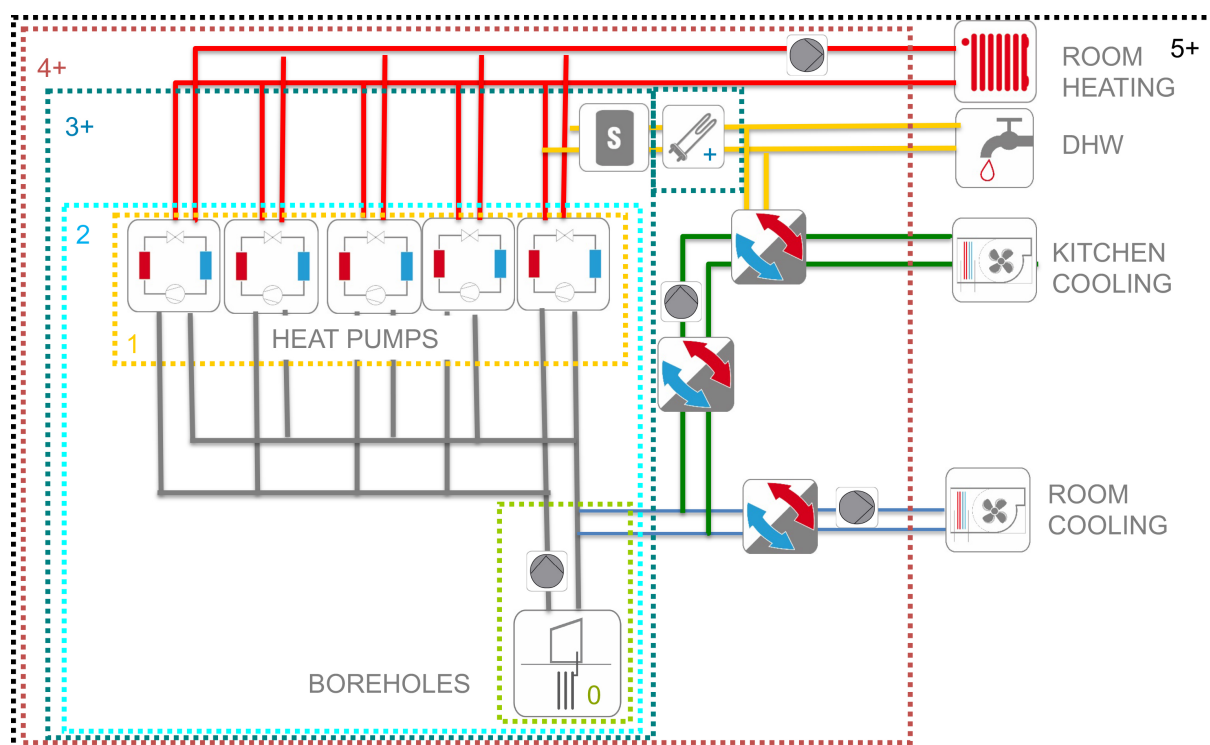 5+
4+
ROOM
HEATING
3+
S
+
DHW
2
KITCHEN
COOLING
1
HEAT PUMPS
ROOM
COOLING
BOREHOLES
0